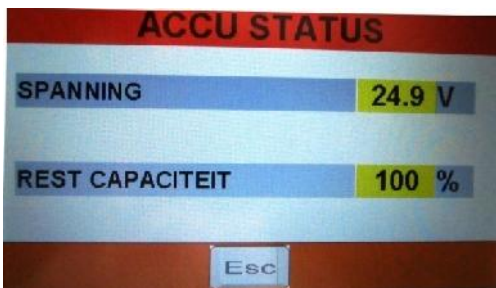 ACCU STATUS
SPANNING 24.9 V
REST CAPACITEIT 100 %
Esc